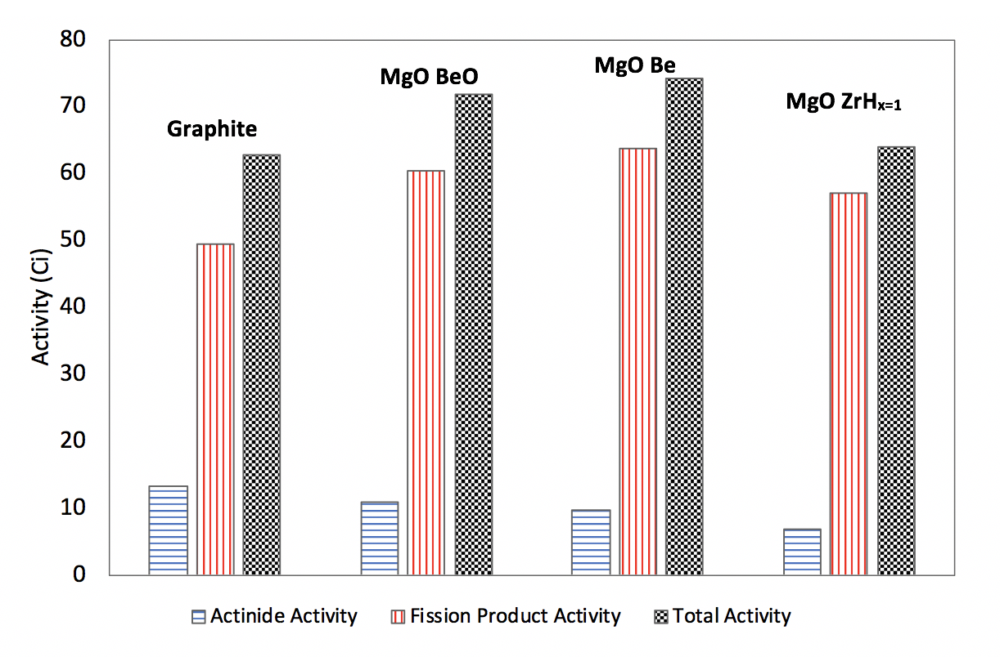 80
70
60
50
40
30
20
10
0
Activity (Ci)
Graphite
MgO BeO
MgO Be
MgO ZrHₓ₌₁
Actinide Activity
Fission Product Activity
Total Activity